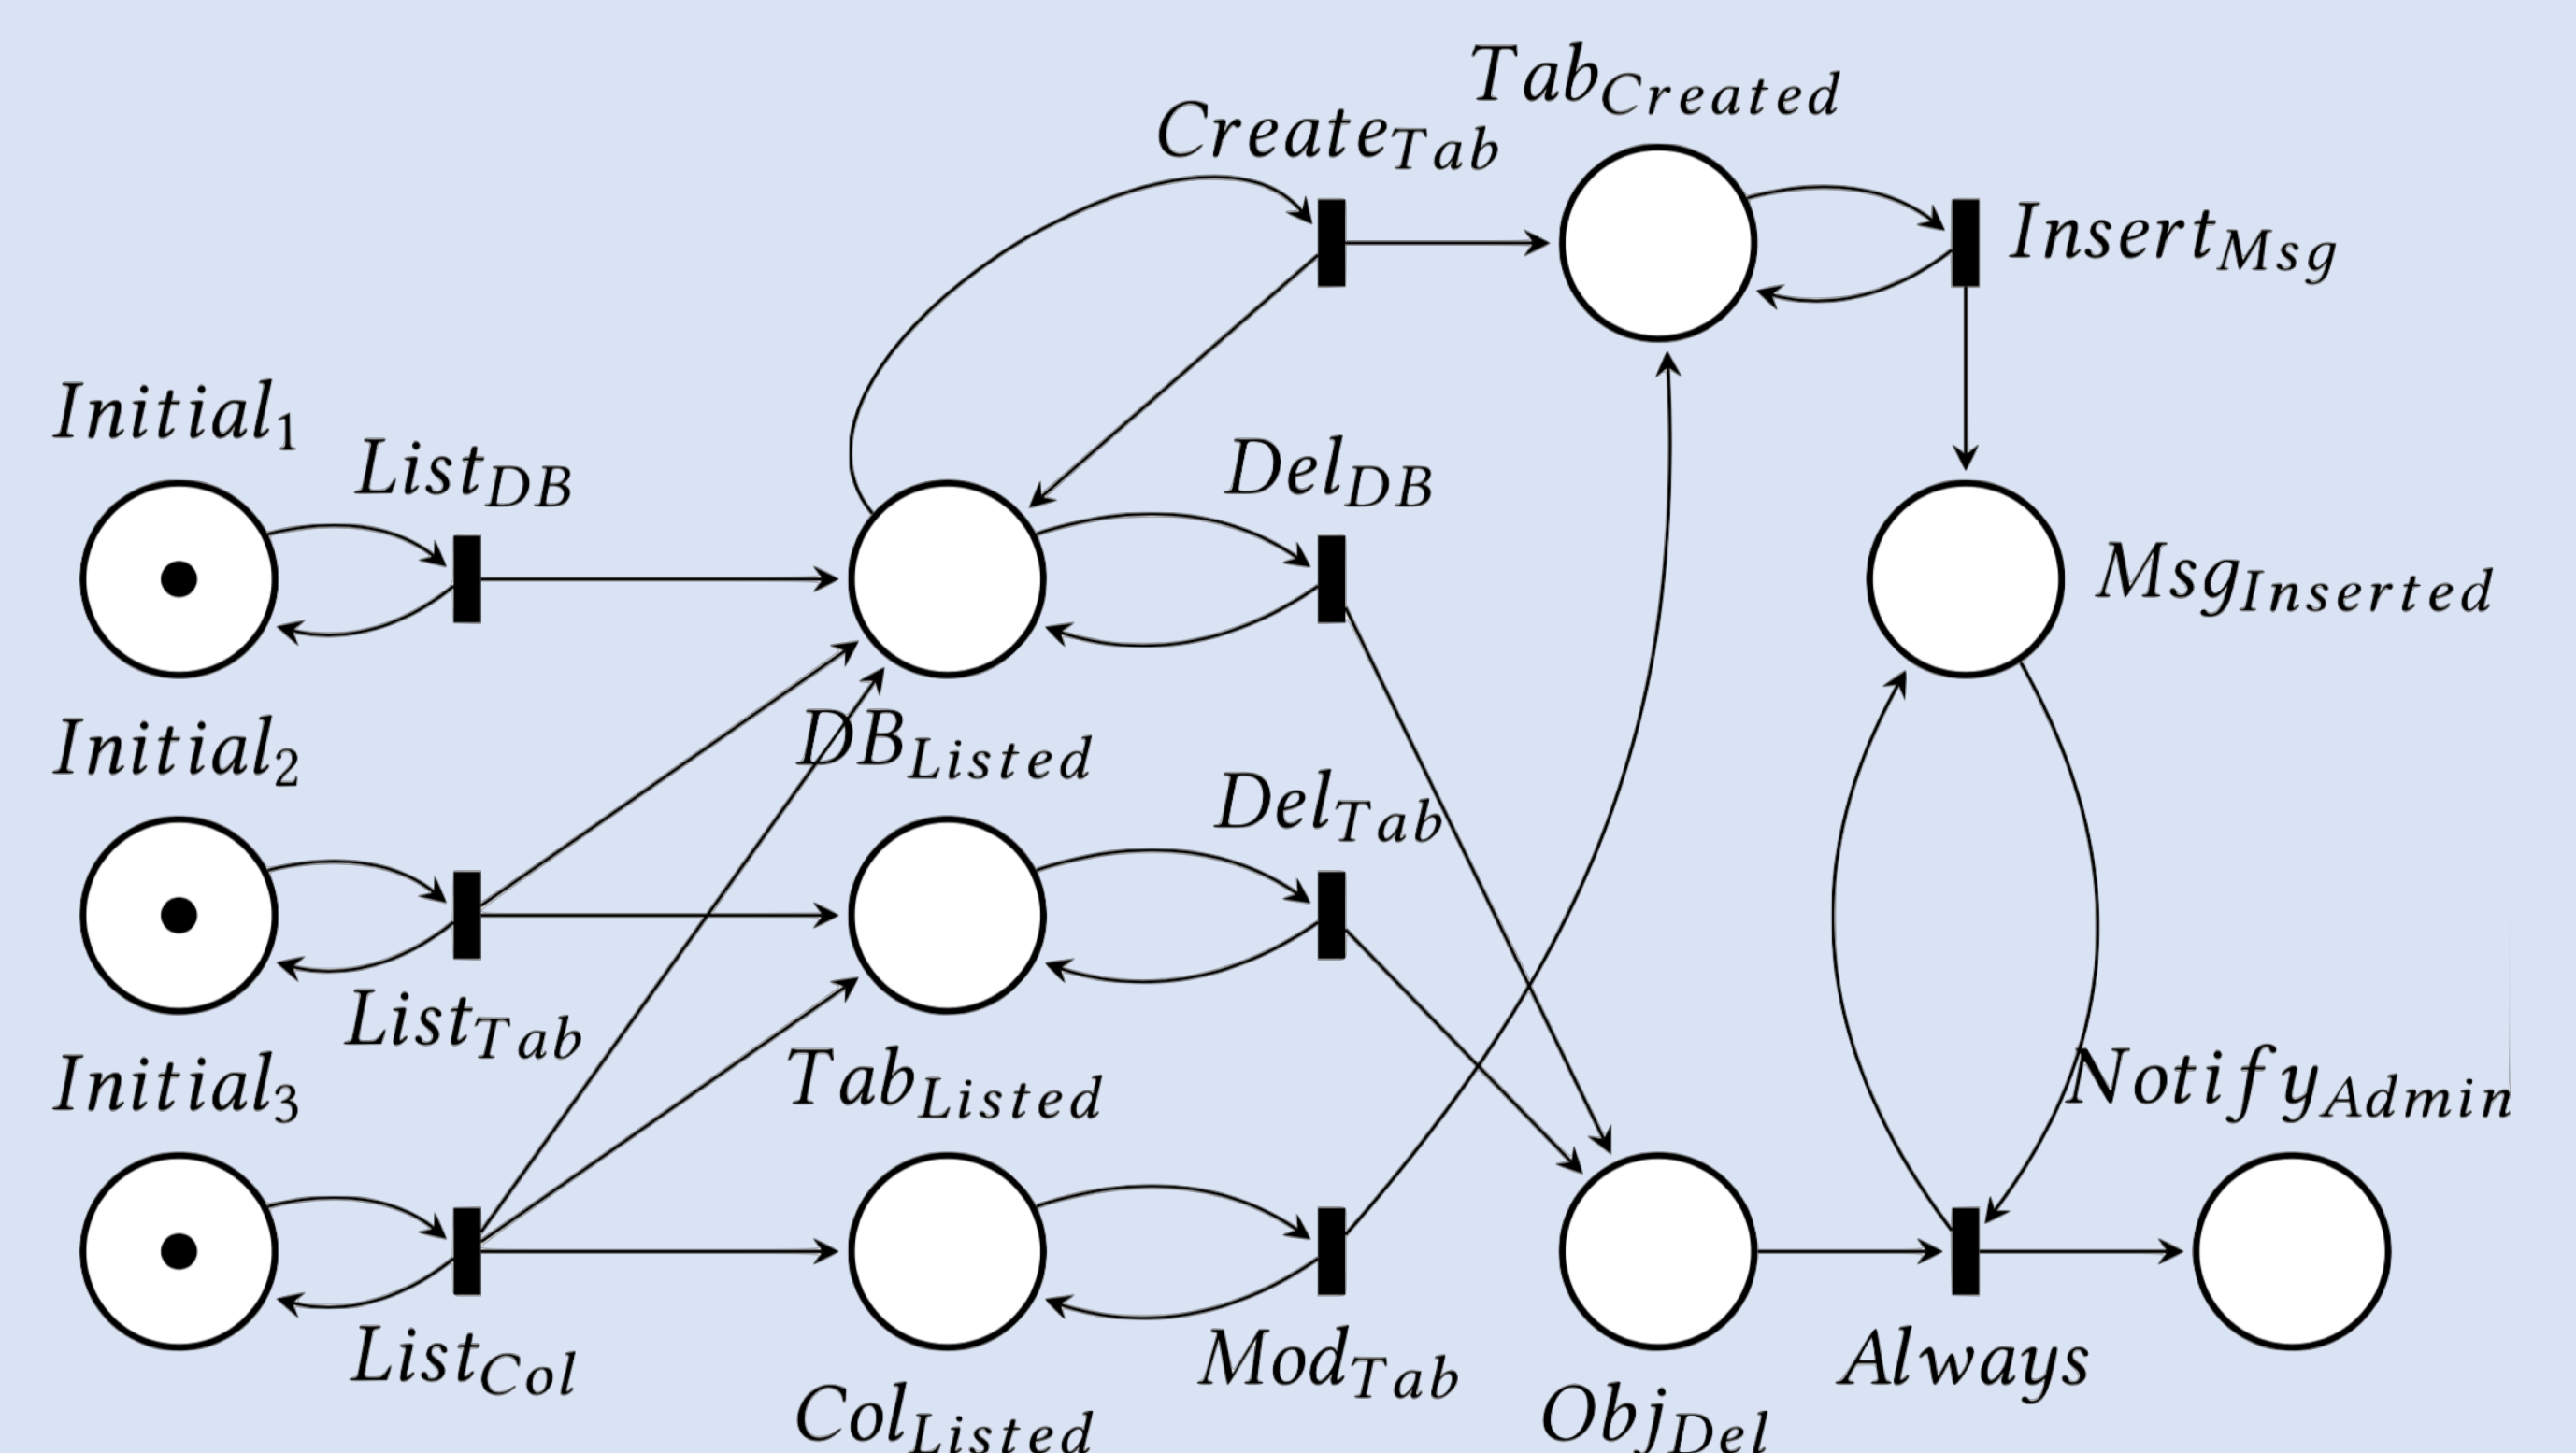 Tab_Created
Create_Tab
Insert_Msg
Initial_1
List_DB
Del_DB
Msg_Inserted
Initial_2
DB_Listed
Del_Tab
List_Tab
Initial_3
Tab_Listed
Notify_Admin
List_Col
Mod_Tab
Always
Col_Listed
Obj_Del